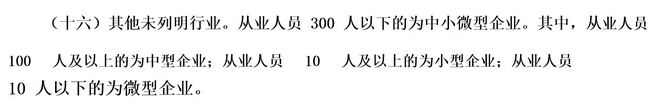 （十六）其他未列明行业。从业人员 300 人以下的为中小微型企业。其中，从业人员
100 人及以上的为中型企业；从业人员 10 人及以上的为小型企业；从业人员
10 人以下的为微型企业。